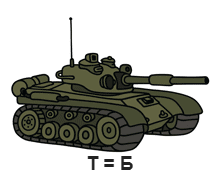 Т = Б